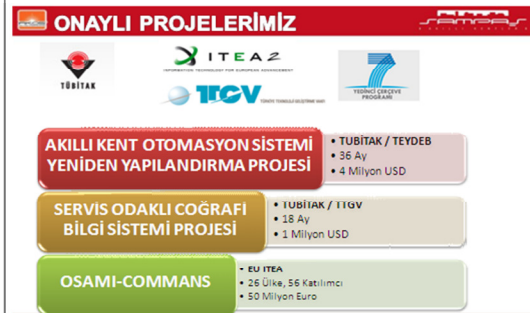 ONAYLI PROJELERİMİZ
SAMPAŞ
TÜBİTAK
ITEA2
INFORMATION TECHNOLOGY FOR EUROPEAN ADVANCEMENT
TTGV
TÜRKİYE TEKNOLOJİ GELİŞTİRME VAKFI
7
YEDİNCİ ÇERÇEVE
PROGRAMI
AKILLI KENT OTOMASYON SİSTEMİ
YENİDEN YAPILANDIRMA PROJESİ
• TUBİTAK / TEYDEB
• 36 Ay
• 4 Milyon USD
SERVİS ODAKLI COĞRAFİ
BİLGİ SİSTEMİ PROJESİ
• TUBİTAK / TTGV
• 18 Ay
• 1 Milyon USD
OSAMI-COMMANS
• EU ITEA
• 26 Ülke, 56 Katılımcı
• 50 Milyon Euro